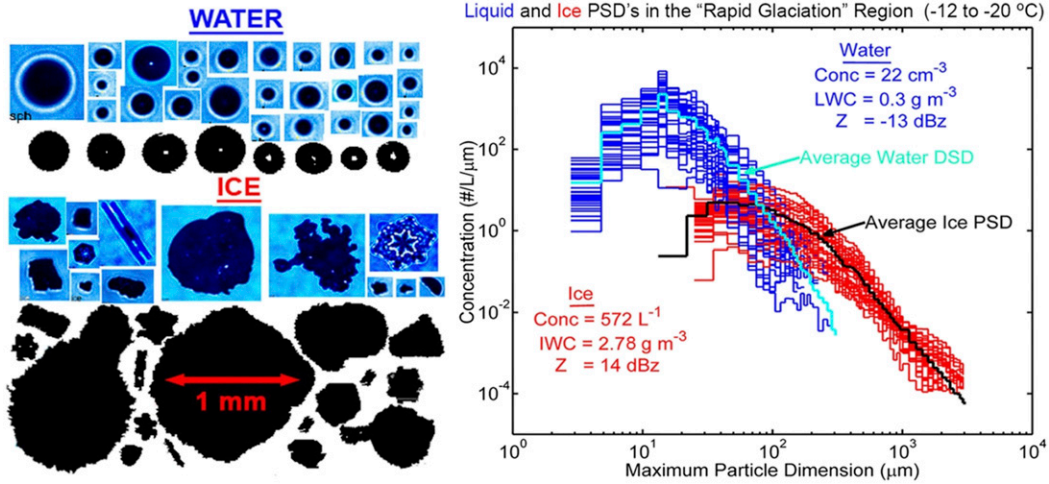 WATER
sph
ICE
1 mm
Liquid and Ice PSD's in the “Rapid Glaciation” Region (-12 to -20 ºC)
Concentration (#/L/μm)
10⁴
10²
10⁰
10⁻²
10⁻⁴
Water
Conc = 22 cm⁻³
LWC = 0.3 g m⁻³
Z = -13 dBz
Average Water DSD
Average Ice PSD
Ice
Conc = 572 L⁻¹
IWC = 2.78 g m⁻³
Z = 14 dBz
10⁰ 10¹ 10² 10³ 10⁴
Maximum Particle Dimension (μm)